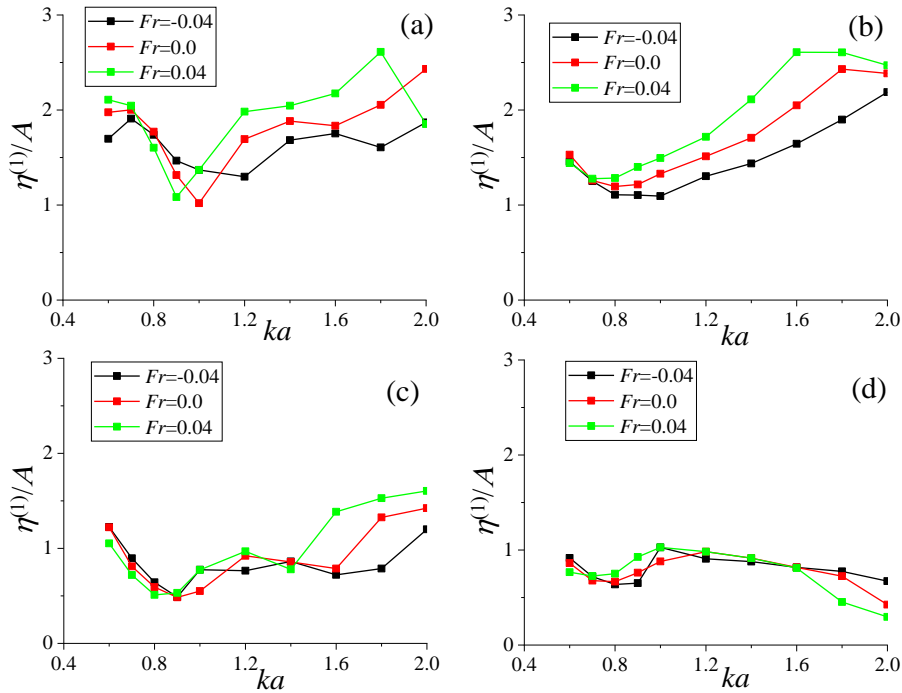 (a)
Fr=-0.04
Fr=0.0
Fr=0.04
3
2
1
0
0.4 0.8 1.2 1.6 2.0
ka
η(1)/A
(b)
Fr=-0.04
Fr=0.0
Fr=0.04
3
2
1
0
0.4 0.8 1.2 1.6 2.0
ka
η(1)/A
(c)
Fr=-0.04
Fr=0.0
Fr=0.04
3
2
1
0
0.4 0.8 1.2 1.6 2.0
ka
η(1)/A
(d)
Fr=-0.04
Fr=0.0
Fr=0.04
3
2
1
0
0.4 0.8 1.2 1.6 2.0
ka
η(1)/A